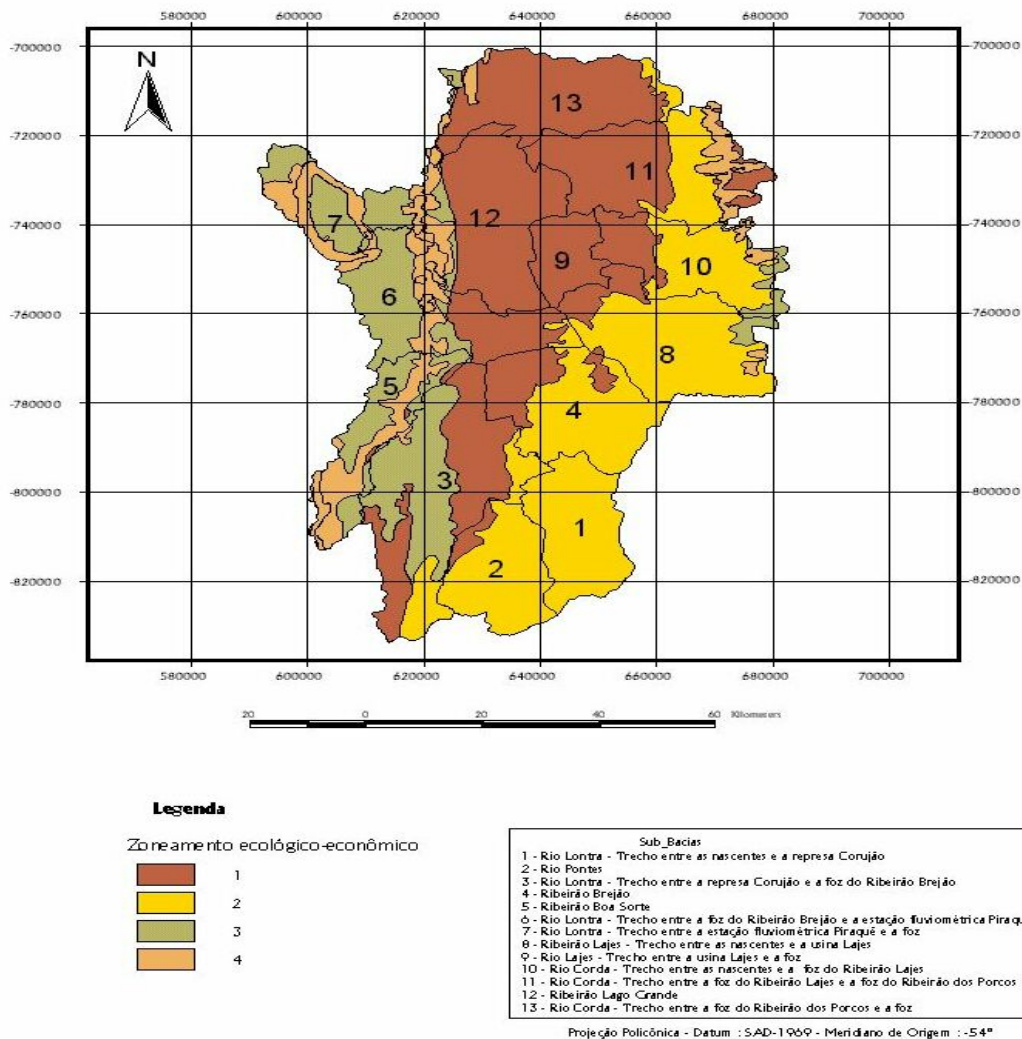 580000 600000 620000 640000 660000 680000 700000
-700000 -700000
N
13
-720000 -720000
11
12
7
-740000 -740000
9
10
6
-760000 -760000
8
5
-780000 4 -780000
3
-800000 -800000
1
2
-820000 -820000
580000 600000 620000 640000 660000 680000 700000
20 0 20 40 60 Kilometers
Legenda
Zoneamento ecológico-econômico
1
2
3
4
Sub_Bacias
1 - Rio Lontra - Trecho entre as nascentes e a represa Corujão
2 - Rio Pontes
3 - Rio Lontra - Trecho entre a represa Corujão e a foz do Ribeirão Brejão
4 - Ribeirão Brejão
5 - Ribeirão Boa Sorte
6 - Rio Lontra - Trecho entre a foz do Ribeirão Brejão e a estação fluviométrica Piraqu
7 - Rio Lontra - Trecho entre a estação fluviométrica Piraquê e a foz
8 - Ribeirão Lajes - Trecho entre as nascentes e a usina Lajes
9 - Rio Lajes - Trecho entre a usina Lajes e a foz
10 - Rio Corda - Trecho entre as nascentes e a foz do Ribeirão Lajes
11 - Rio Corda - Trecho entre a foz do Ribeirão Lajes e a foz do Ribeirão dos Porcos
12 - Ribeirão Lago Grande
13 - Rio Corda - Trecho entre a foz do Ribeirão dos Porcos e a foz
Projeção Policônica - Datum : SAD-1969 - Meridiano de Origem : -54°